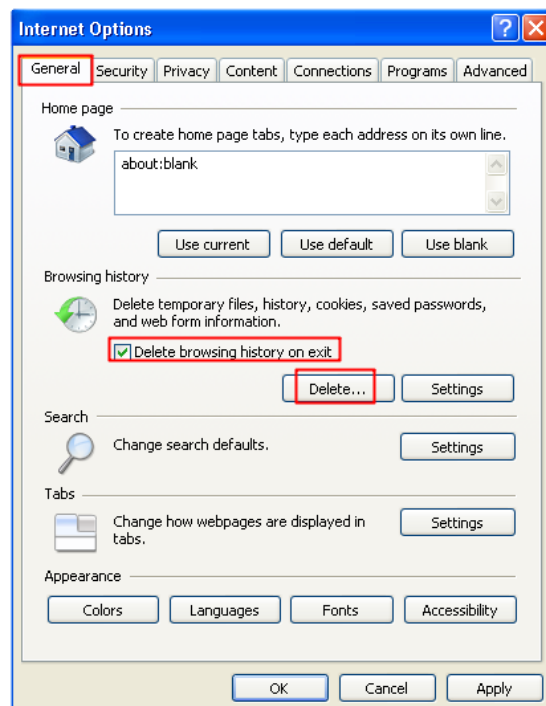 Internet Options
General Security Privacy Content Connections Programs Advanced
Home page
To create home page tabs, type each address on its own line.
about:blank
Use current Use default Use blank
Browsing history
Delete temporary files, history, cookies, saved passwords,
and web form information.
Delete browsing history on exit
Delete... Settings
Search
Change search defaults. Settings
Tabs
Change how webpages are displayed in
tabs.
Settings
Appearance
Colors Languages Fonts Accessibility
OK Cancel Apply